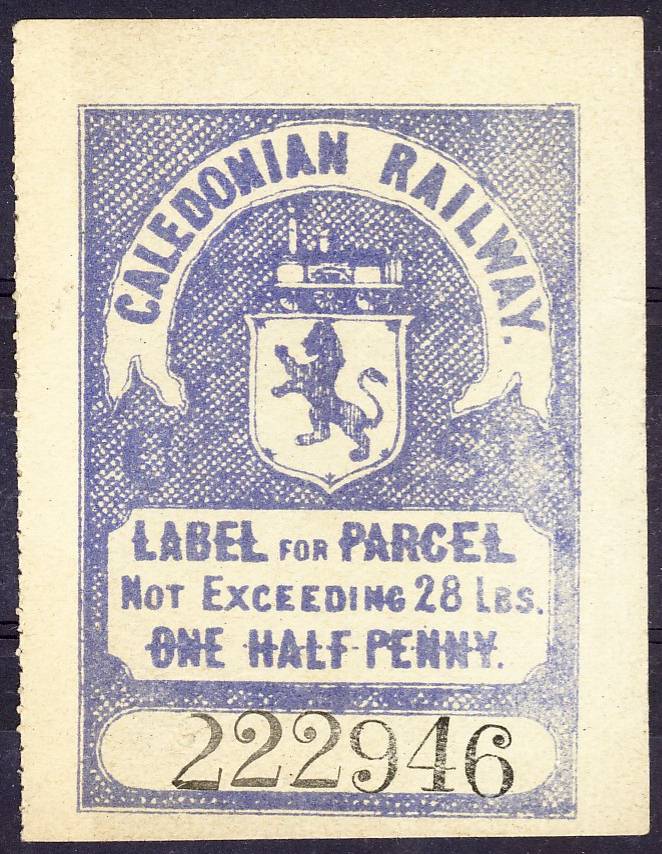 CALEDONIAN RAILWAY.
LABEL FOR PARCEL
NOT EXCEEDING 28 LBS.
ONE HALF-PENNY.
222946